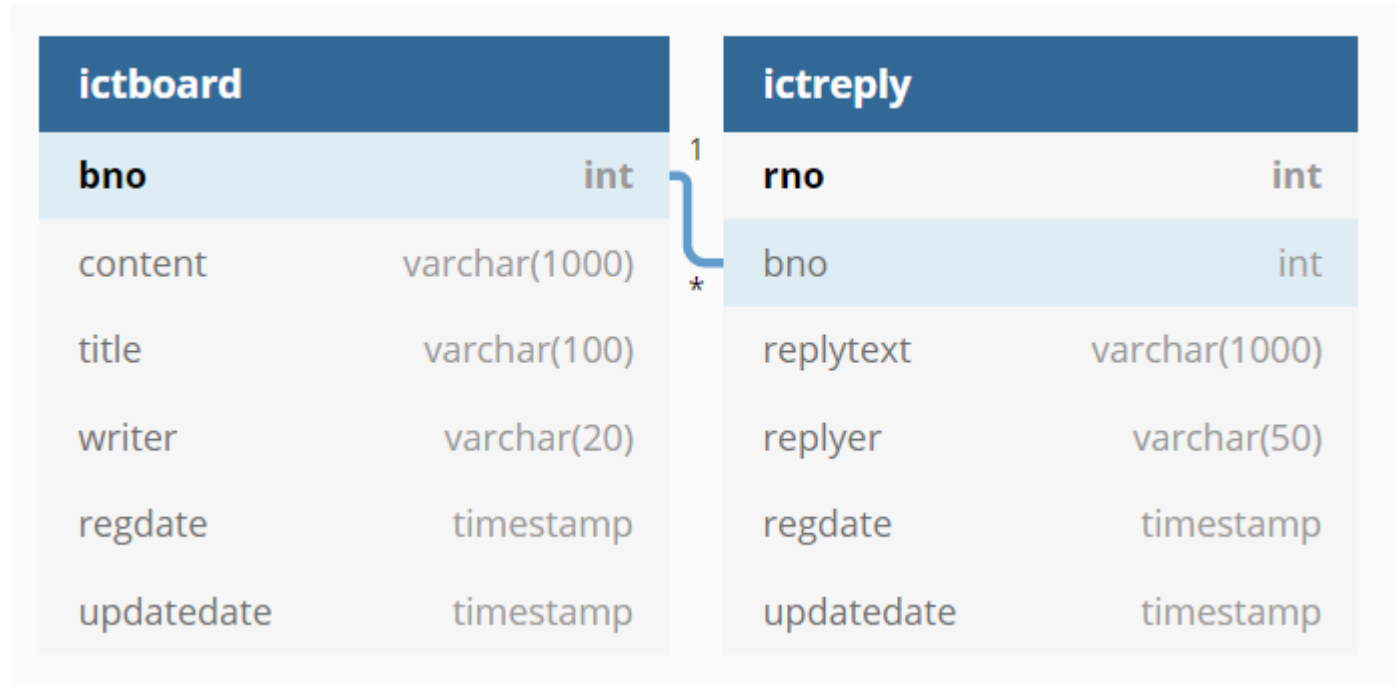 ictboard
bno int
content varchar(1000)
title varchar(100)
writer varchar(20)
regdate timestamp
updatedate timestamp
1
*
ictreply
rno int
bno int
replytext varchar(1000)
replyer varchar(50)
regdate timestamp
updatedate timestamp